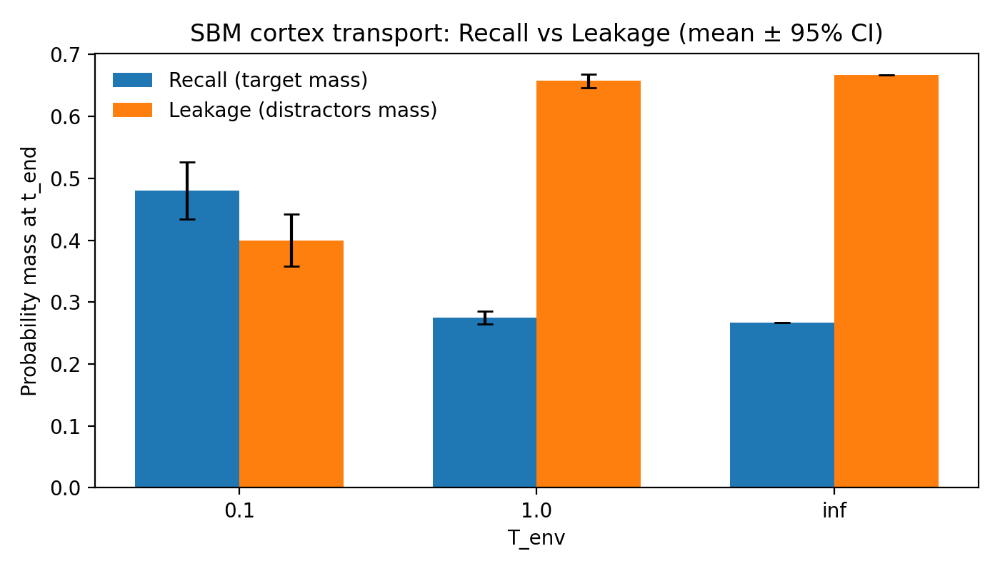 SBM cortex transport: Recall vs Leakage (mean ± 95% CI)
Recall (target mass)
Leakage (distractors mass)
Probability mass at t_end
0.7
0.6
0.5
0.4
0.3
0.2
0.1
0.0
0.1
1.0
inf
T_env